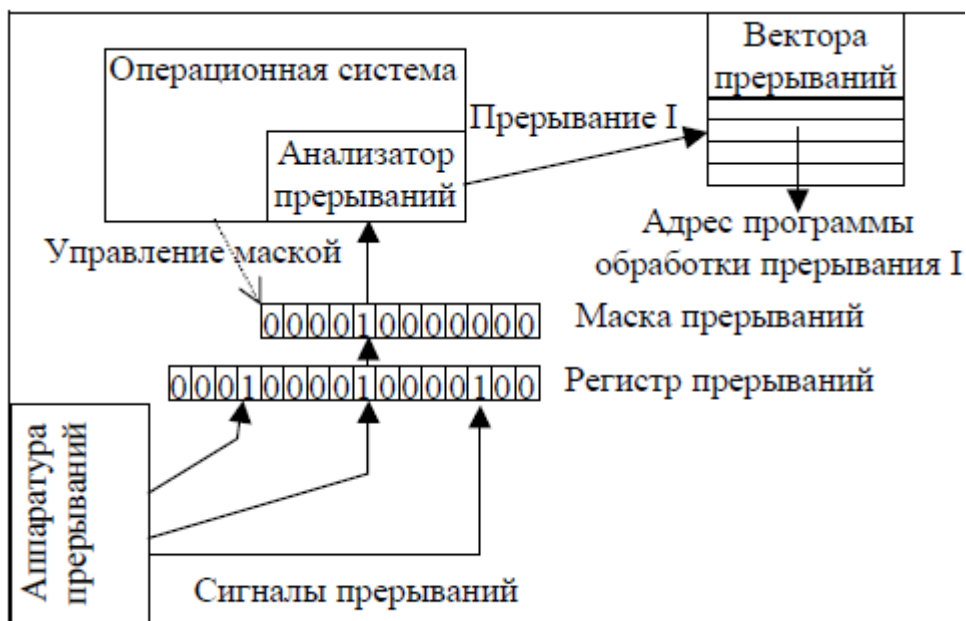 Вектора
прерываний
Операционная система
Прерывание I
Анализатор
прерываний
Адрес программы
обработки прерывания I
Управление маской
000010000000 Маска прерываний
0001000010000100 Регистр прерываний
Аппаратура
прерываний
Сигналы прерываний